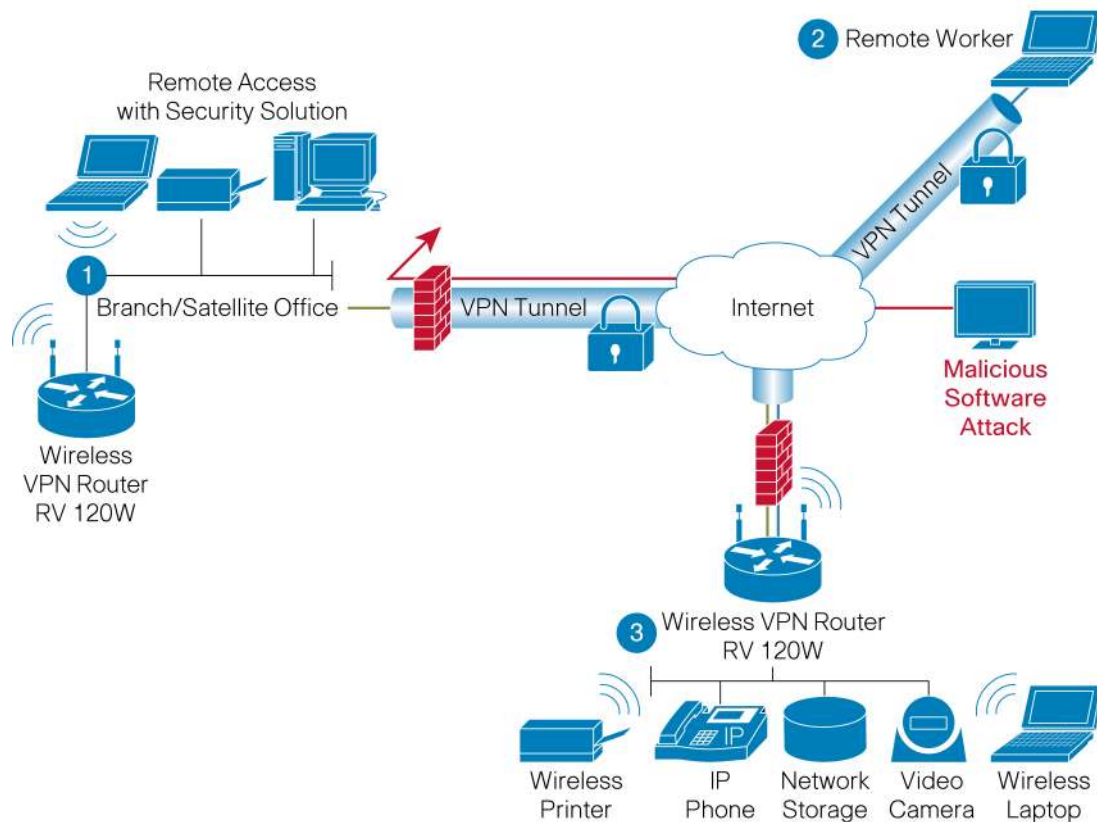 2 Remote Worker
Remote Access
with Security Solution
VPN Tunnel
1
Branch/Satellite Office
VPN Tunnel
Internet
Malicious
Software
Attack
Wireless
VPN Router
RV 120W
3
Wireless VPN Router
RV 120W
IP
Wireless
Printer
IP
Phone
Network
Storage
Video
Camera
Wireless
Laptop